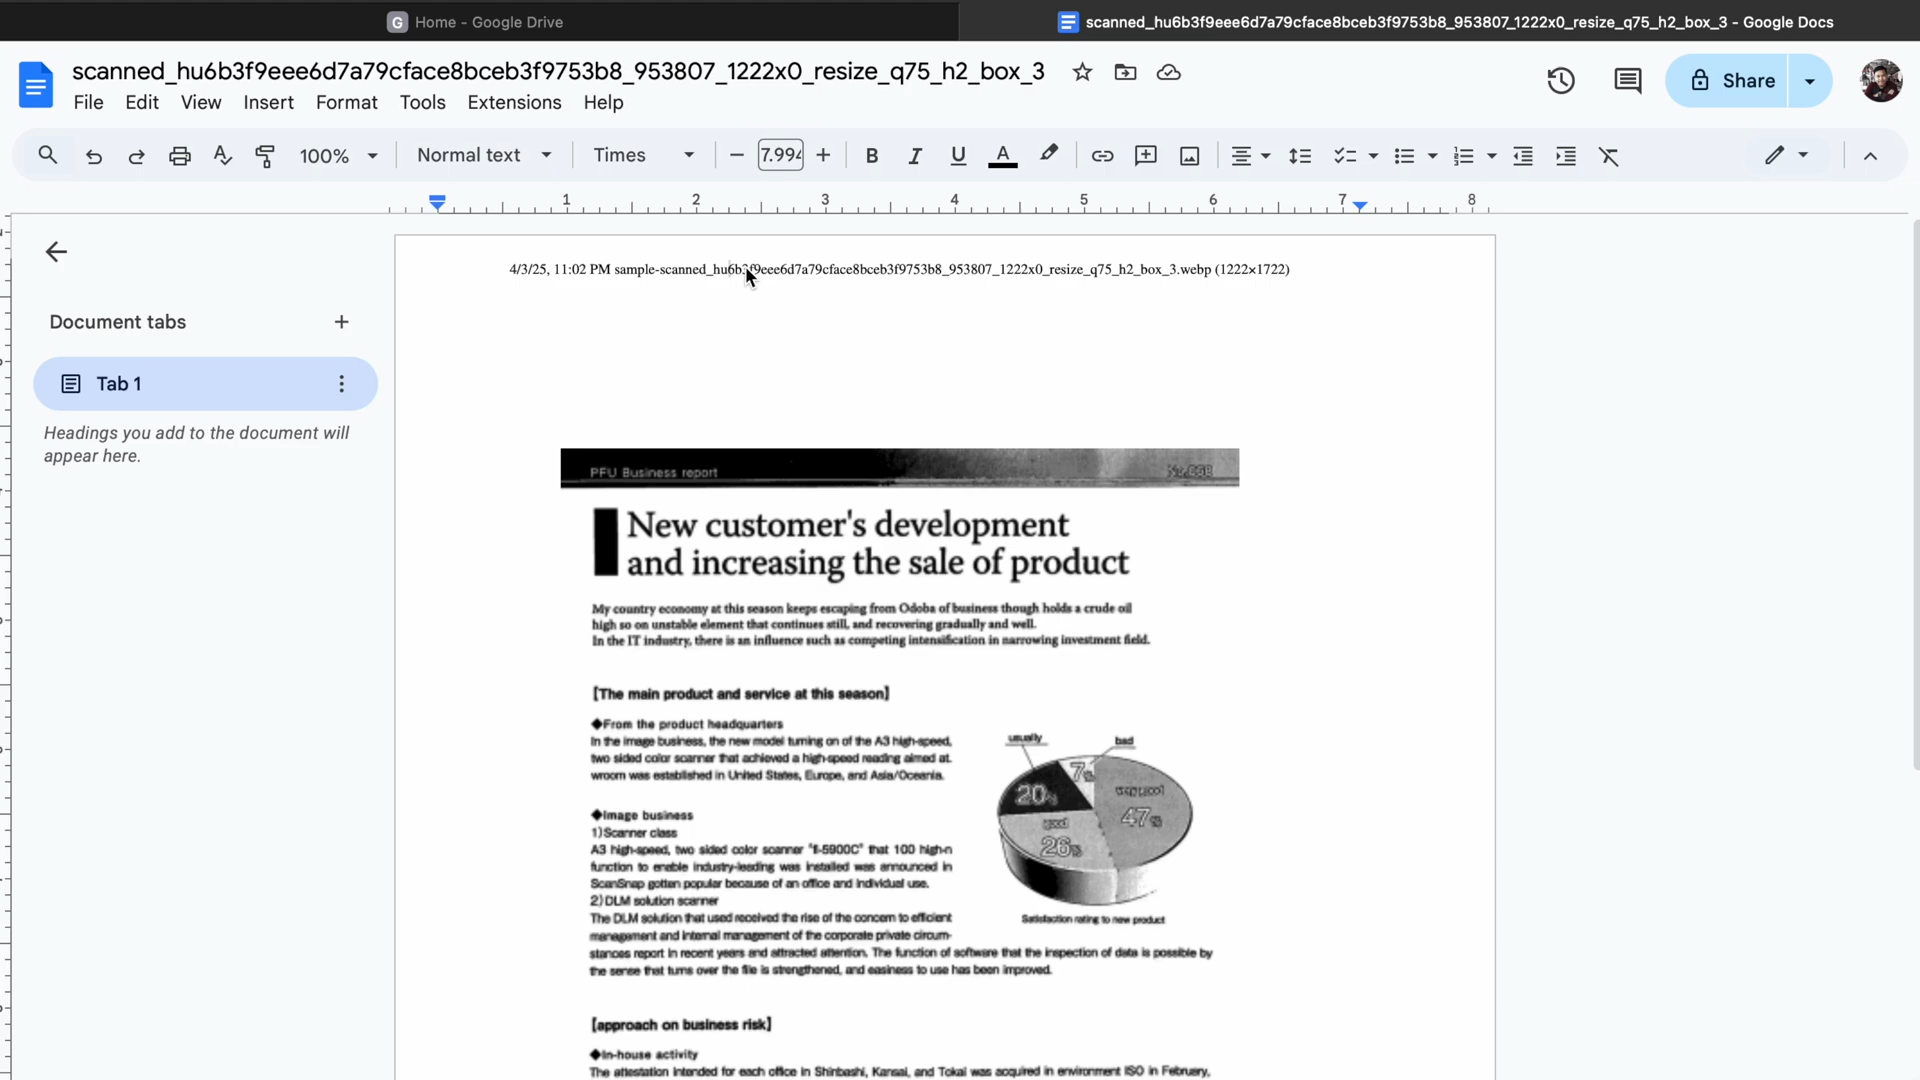 Home - Google Drive
scanned_hu6b3f9eee6d7a79cface8bceb3f9753b8_953807_1222x0_resize_q75_h2_box_3 - Google Docs
scanned_hu6b3f9eee6d7a79cface8bceb3f9753b8_953807_1222x0_resize_q75_h2_box_3
File Edit View Insert Format Tools Extensions Help
Share
100% Normal text Times 7.994
1 2 3 4 5 6 7 8
Document tabs
Tab 1
Headings you add to the document will
appear here.
4/3/25, 11:02 PM sample-scanned_hu6b3f9eee6d7a79cface8bceb3f9753b8_953807_1222x0_resize_q75_h2_box_3.webp (1222×1722)
PFU Business report
New customer's development
and increasing the sale of product
My country economy at this season keeps escaping from Odoba of business though holds a crude oil
high so on unstable element that continues still, and recovering gradually and well.
In the IT industry, there is an influence such as competing intensification in narrowing investment field.
[The main product and service at this season]
◆From the product headquarters
In the image business, the new model turning on of the A3 high-speed,
two sided color scanner that achieved a high-speed reading aimed at.
wroom was established in United States, Europe, and Asia/Oceania.
◆Image business
1)Scanner class
A3 high-speed, two sided color scanner "fi-5900C" that 100 high-n
function to enable industry-leading was installed was announced in
ScanSnap gotten popular because of an office and individual use.
2)DLM solution scanner
The DLM solution that used received the rise of the concern to efficient
management and internal management of the corporate private circum-
stances report in recent years and attracted attention. The function of software that the inspection of data is possible by
the sense that turns over the file is strengthened, and easiness to use has been improved.
usually
bad
7%
20%
very good
47%
good
26%
Satisfaction rating to new product
[approach on business risk]
◆In-house activity
The attestation intended for each office in Shinbashi, Kansai, and Tokai was acquired in environment ISO in February,